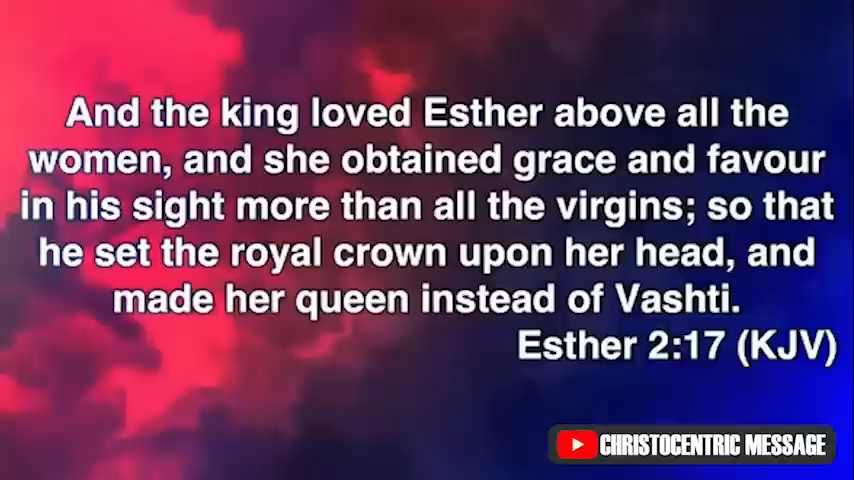 And the king loved Esther above all the
women, and she obtained grace and favour
in his sight more than all the virgins; so that
he set the royal crown upon her head, and
made her queen instead of Vashti.
Esther 2:17 (KJV)
CHRISTOCENTRIC MESSAGE